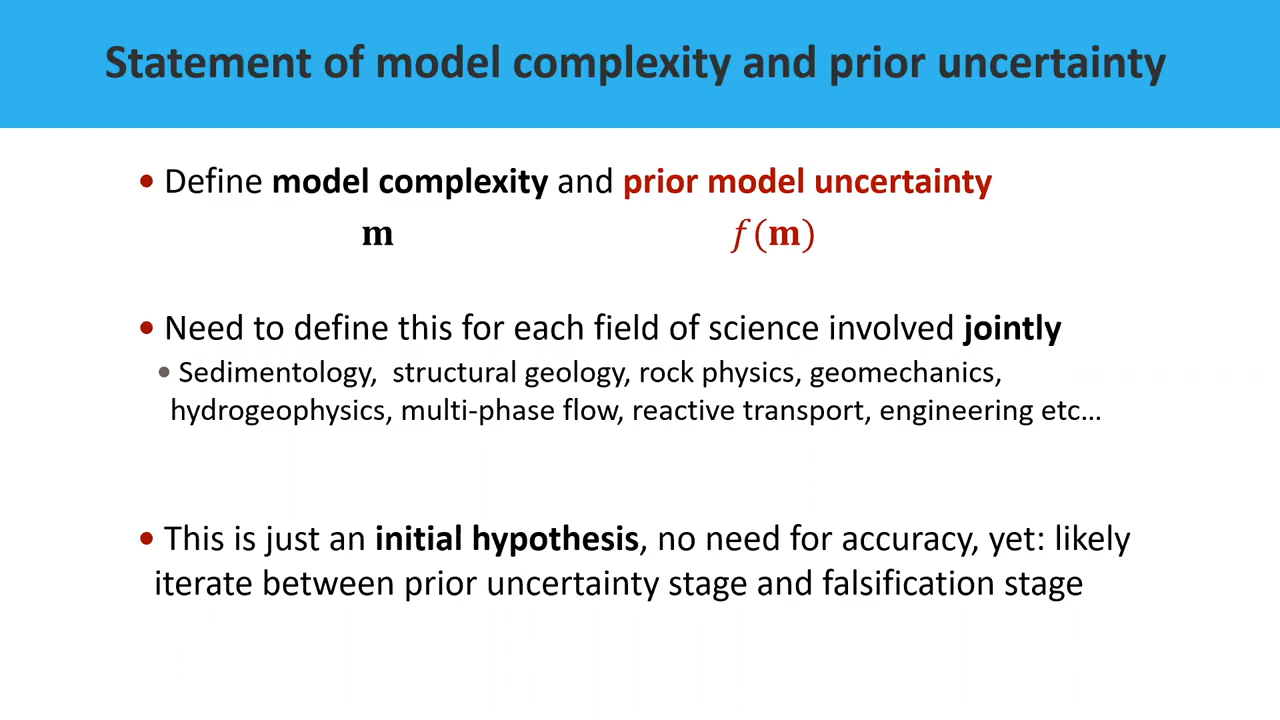 Statement of model complexity and prior uncertainty
• Define model complexity and prior model uncertainty
m f(m)
• Need to define this for each field of science involved jointly
• Sedimentology, structural geology, rock physics, geomechanics,
hydrogeophysics, multi-phase flow, reactive transport, engineering etc…
• This is just an initial hypothesis, no need for accuracy, yet: likely
iterate between prior uncertainty stage and falsification stage